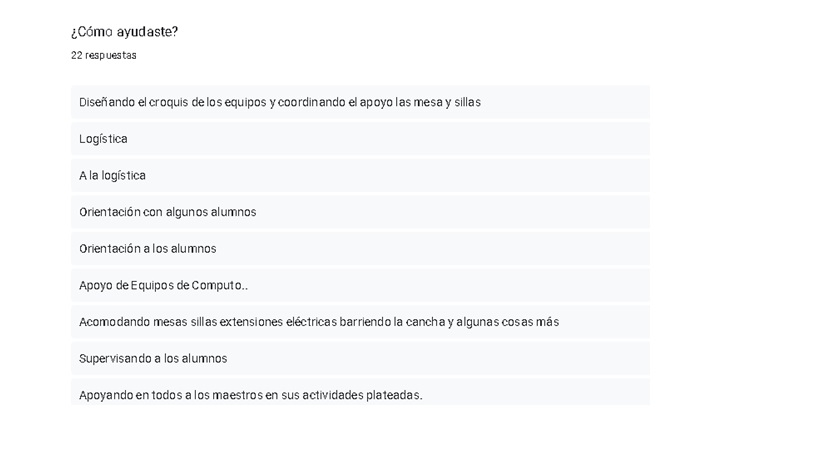 ¿Cómo ayudaste?
22 respuestas
Diseñando el croquis de los equipos y coordinando el apoyo las mesa y sillas
Logística
A la logística
Orientación con algunos alumnos
Orientación a los alumnos
Apoyo de Equipos de Computo..
Acomodando mesas sillas extensiones eléctricas barriendo la cancha y algunas cosas más
Supervisando a los alumnos
Apoyando en todos a los maestros en sus actividades plateadas.